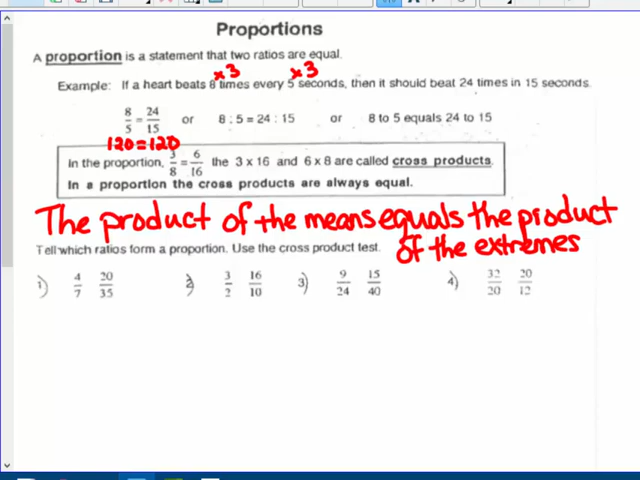 Proportions
A proportion is a statement that two ratios are equal.
×3 ×3
Example: If a heart beats 8 times every 5 seconds, then it should beat 24 times in 15 seconds.
8/5 = 24/15 or 8 : 5 = 24 : 15 or 8 to 5 equals 24 to 15
120=120
In the proportion, 3/8 = 6/16 the 3 x 16 and 6 x 8 are called cross products.
In a proportion the cross products are always equal.
The product of the means equals the product
of the extremes
Tell which ratios form a proportion. Use the cross product test.
1) 4/7 20/35 2) 3/2 16/10 3) 9/24 15/40 4) 32/20 20/12